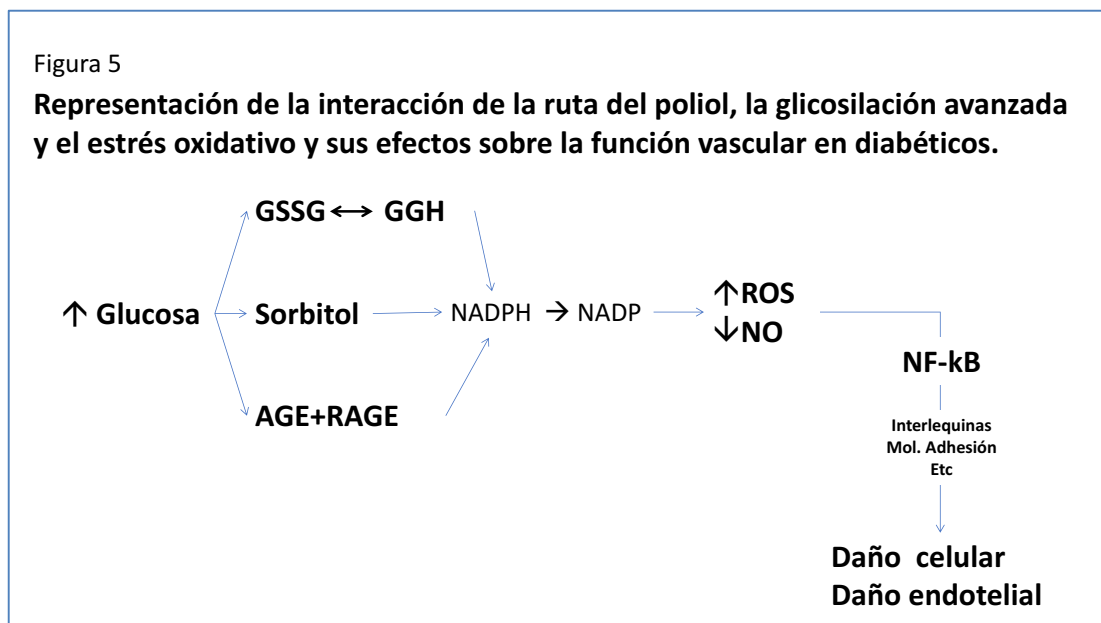 Figura 5
Representación de la interacción de la ruta del poliol, la glicosilación avanzada
y el estrés oxidativo y sus efectos sobre la función vascular en diabéticos.
GSSG ↔ GGH
↑ Glucosa
Sorbitol
NADPH → NADP
↑ROS
↓NO
AGE+RAGE
NF-kB
Interlequinas
Mol. Adhesión
Etc
Daño celular
Daño endotelial